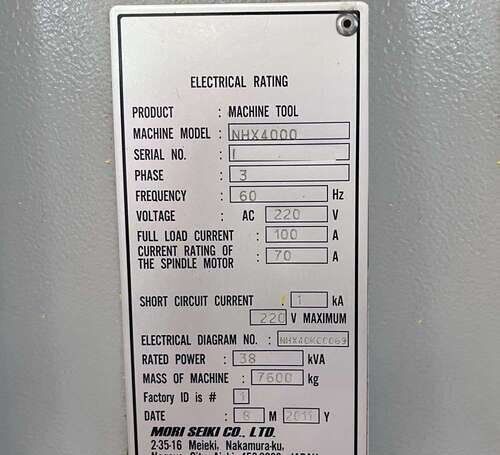 ELECTRICAL RATING
PRODUCT : MACHINE TOOL
MACHINE MODEL : NHX4000
SERIAL NO. :
PHASE : 3
FREQUENCY : 60 Hz
VOLTAGE : AC 220 V
FULL LOAD CURRENT : 100 A
CURRENT RATING OF
THE SPINDLE MOTOR : 70 A
SHORT CIRCUIT CURRENT : 1 kA
220 V MAXIMUM
ELECTRICAL DIAGRAM NO. :
RATED POWER : 38 kVA
MASS OF MACHINE : 7600 kg
Factory ID is # 1
DATE : 8 M 2011 Y
MORI SEIKI CO., LTD.
2-35-16 Meieki, Nakamura-ku,